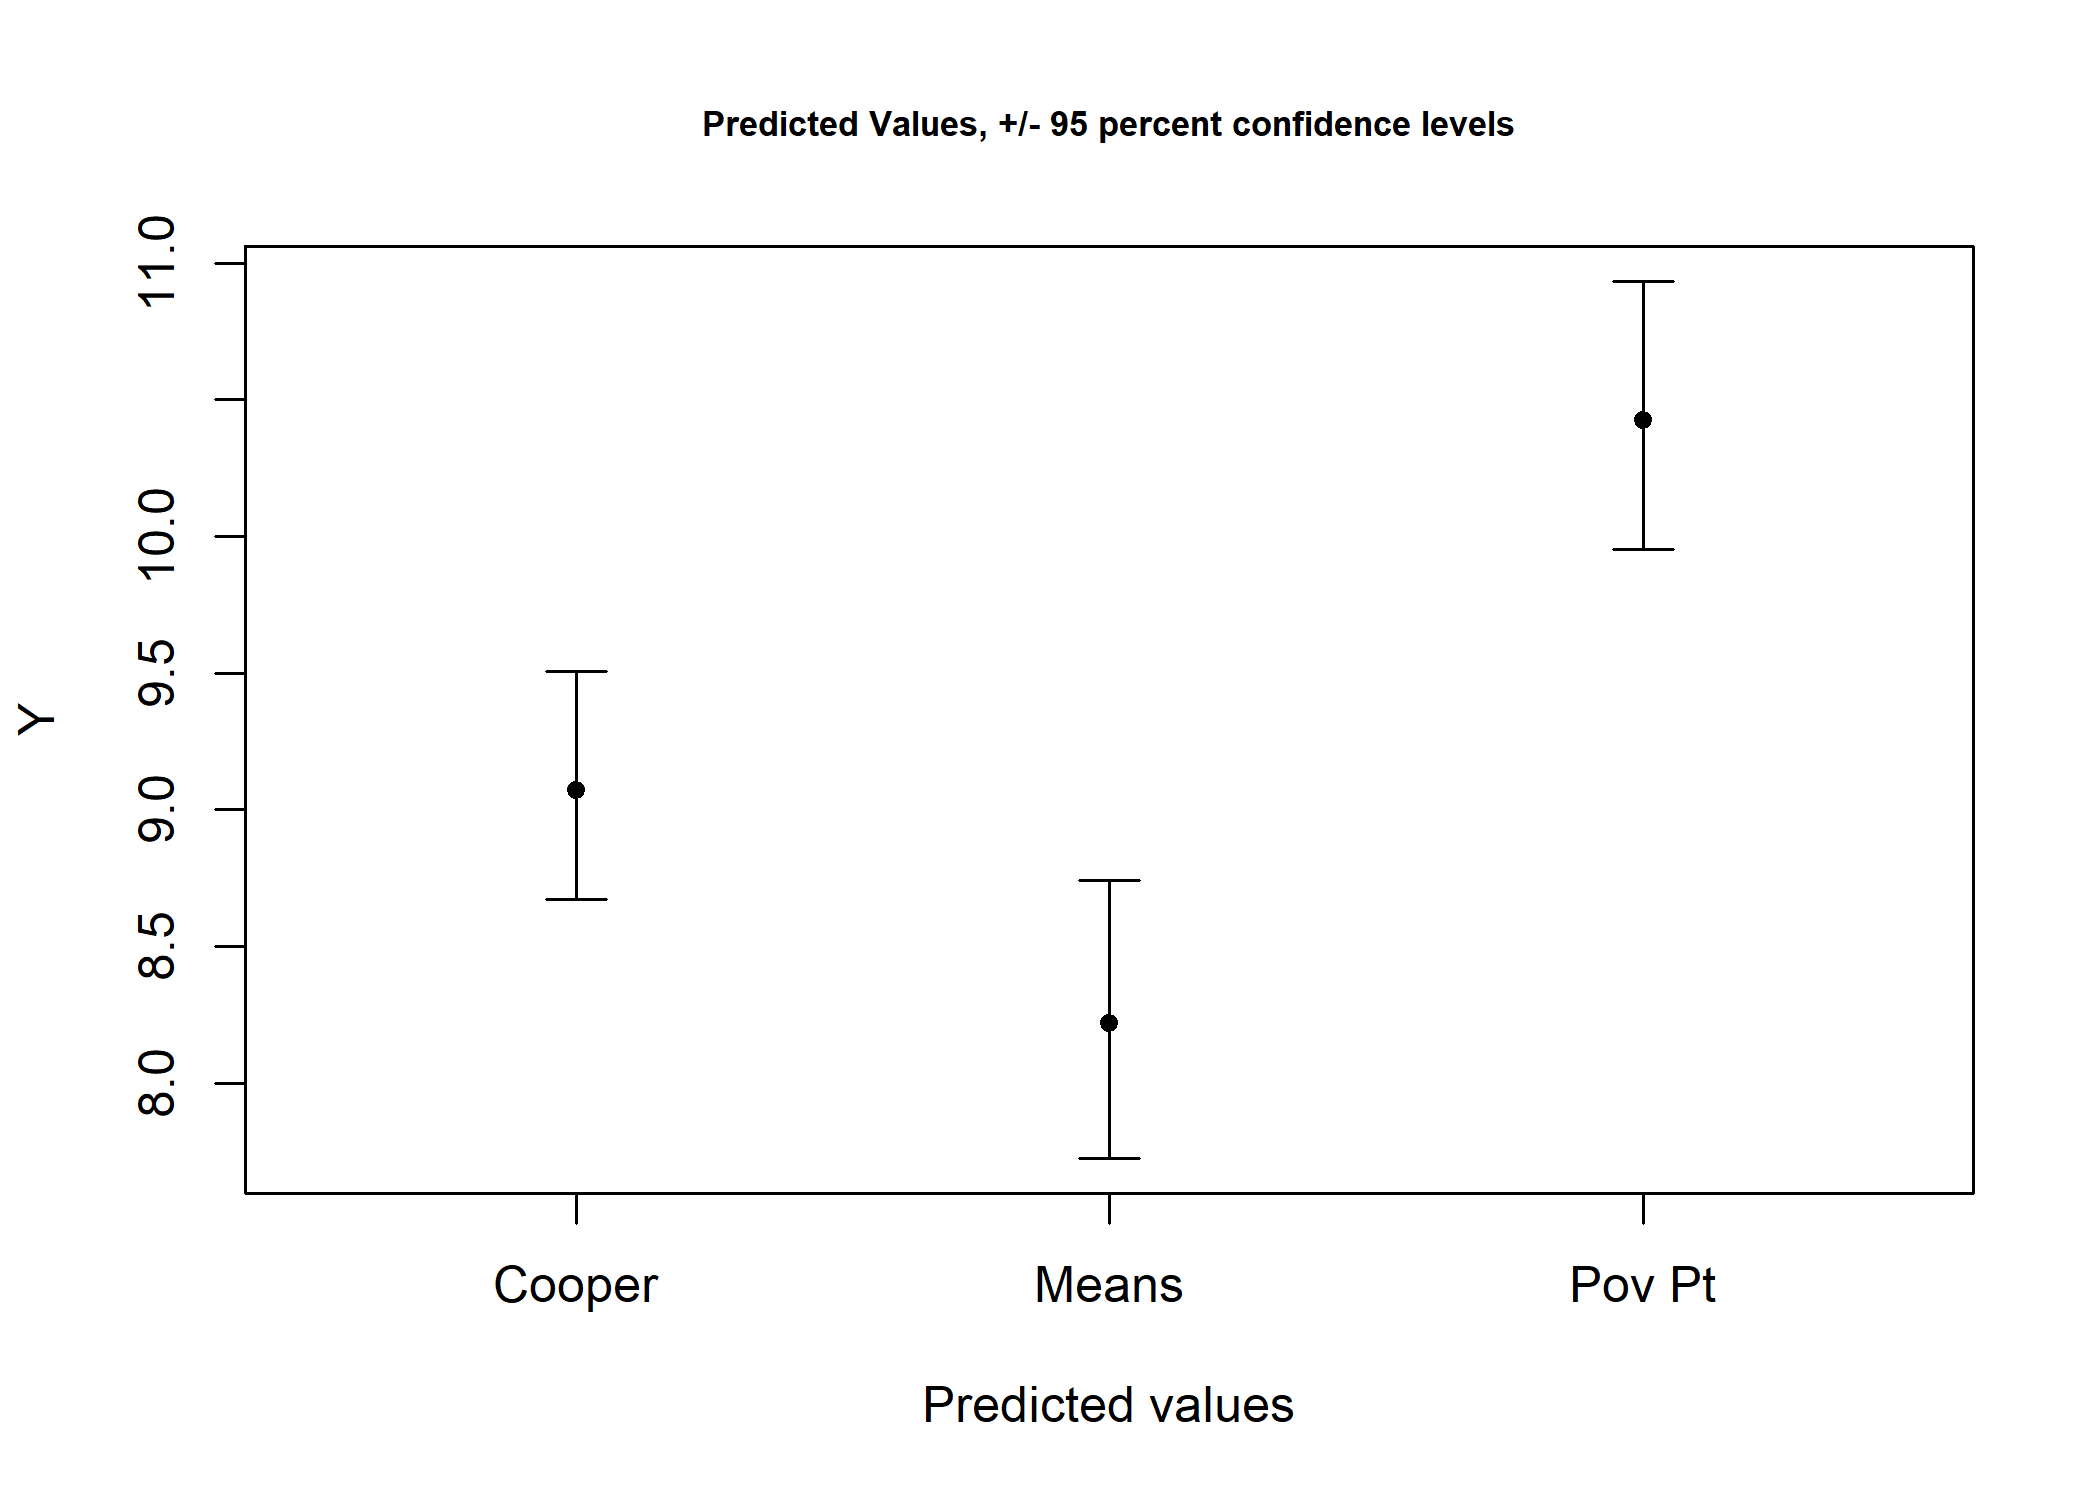 Predicted Values, +/- 95 percent confidence levels
11.0
10.0
9.5
9.0
8.5
8.0
Y
Cooper Means Pov Pt
Predicted values